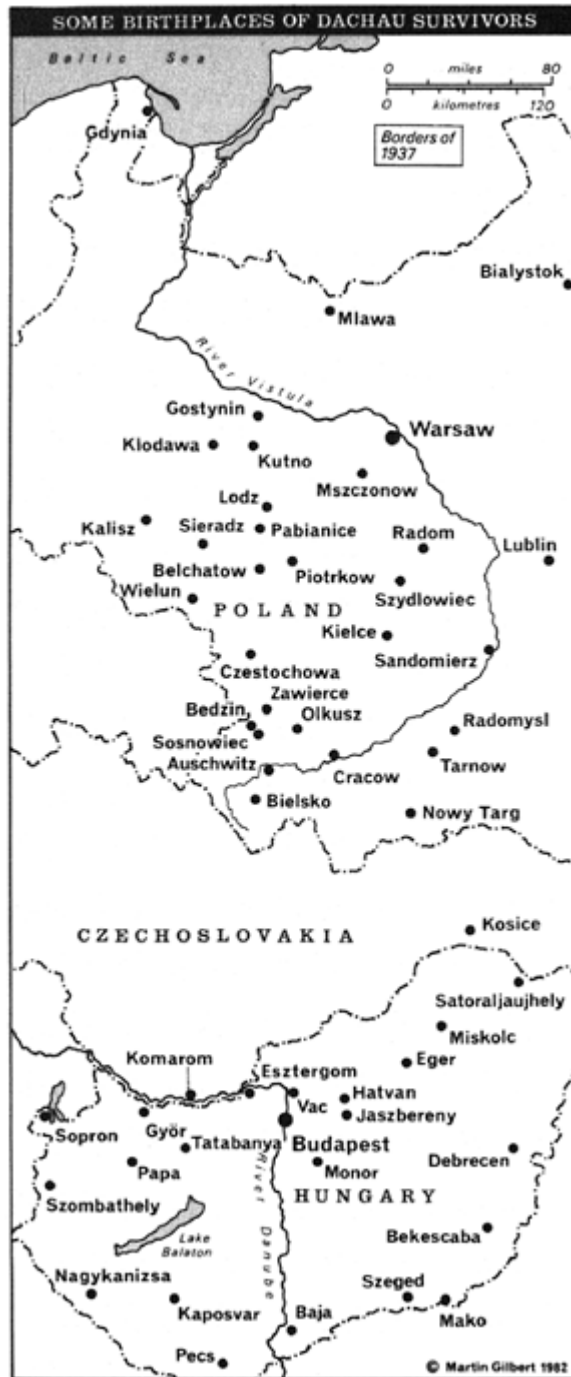 SOME BIRTHPLACES OF DACHAU SURVIVORS
Baltic Sea
0 miles 80
0 kilometres 120
Gdynia
Borders of
1937
Bialystok
Mlawa
River Vistula
Gostynin
Warsaw
Klodawa
Kutno
Mszczonow
Lodz
Kalisz
Sieradz
Pabianice
Radom
Lublin
Belchatow
Piotrkow
Wielun
Szydlowiec
POLAND
Kielce
Sandomierz
Czestochowa
Zawierce
Bedzin
Olkusz
Radomysl
Sosnowiec
Auschwitz
Cracow
Tarnow
Bielsko
Nowy Targ
Kosice
CZECHOSLOVAKIA
Satoraljaujhely
Miskolc
Eger
Komarom
Esztergom
Hatvan
Vac
Jaszbereny
Sopron
Györ
Tatabanya
Budapest
Papa
Monor
Debrecen
Szombathely
HUNGARY
River Danube
Lake
Balaton
Bekescaba
Nagykanizsa
Kaposvar
Szeged
Baja
Mako
Pecs
© Martin Gilbert 1982